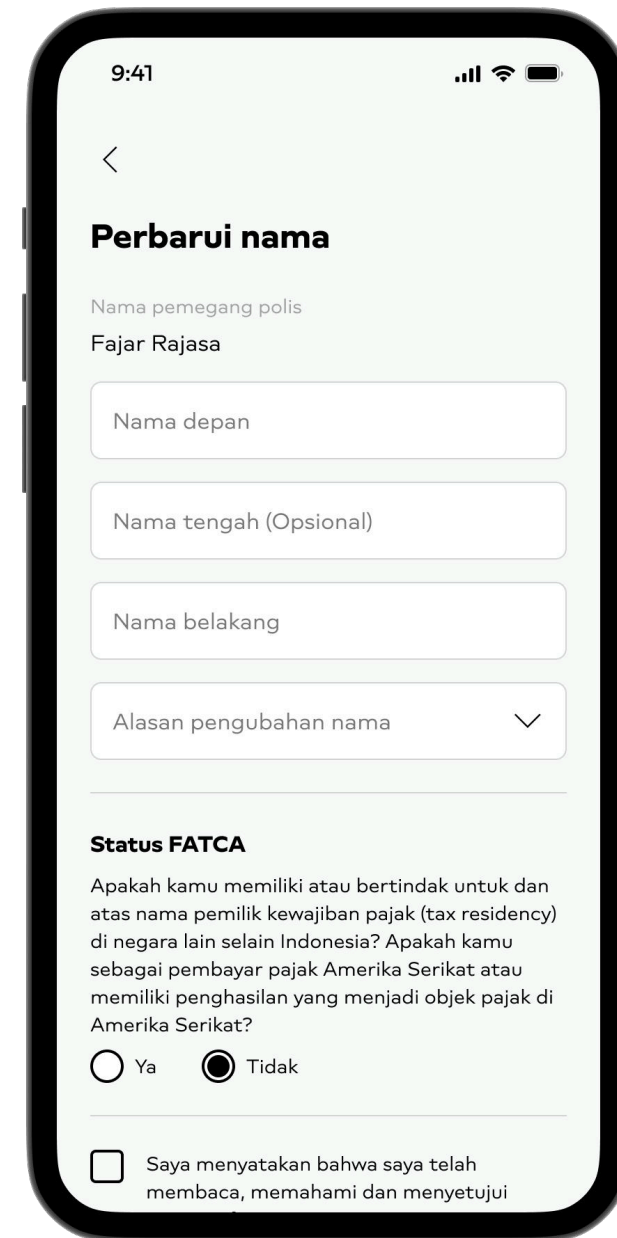 9:41
Perbarui nama
Nama pemegang polis
Fajar Rajasa
Nama depan
Nama tengah (Opsional)
Nama belakang
Alasan pengubahan nama
Status FATCA
Apakah kamu memiliki atau bertindak untuk dan
atas nama pemilik kewajiban pajak (tax residency)
di negara lain selain Indonesia? Apakah kamu
sebagai pembayar pajak Amerika Serikat atau
memiliki penghasilan yang menjadi objek pajak di
Amerika Serikat?
Ya Tidak
Saya menyatakan bahwa saya telah
membaca, memahami dan menyetujui